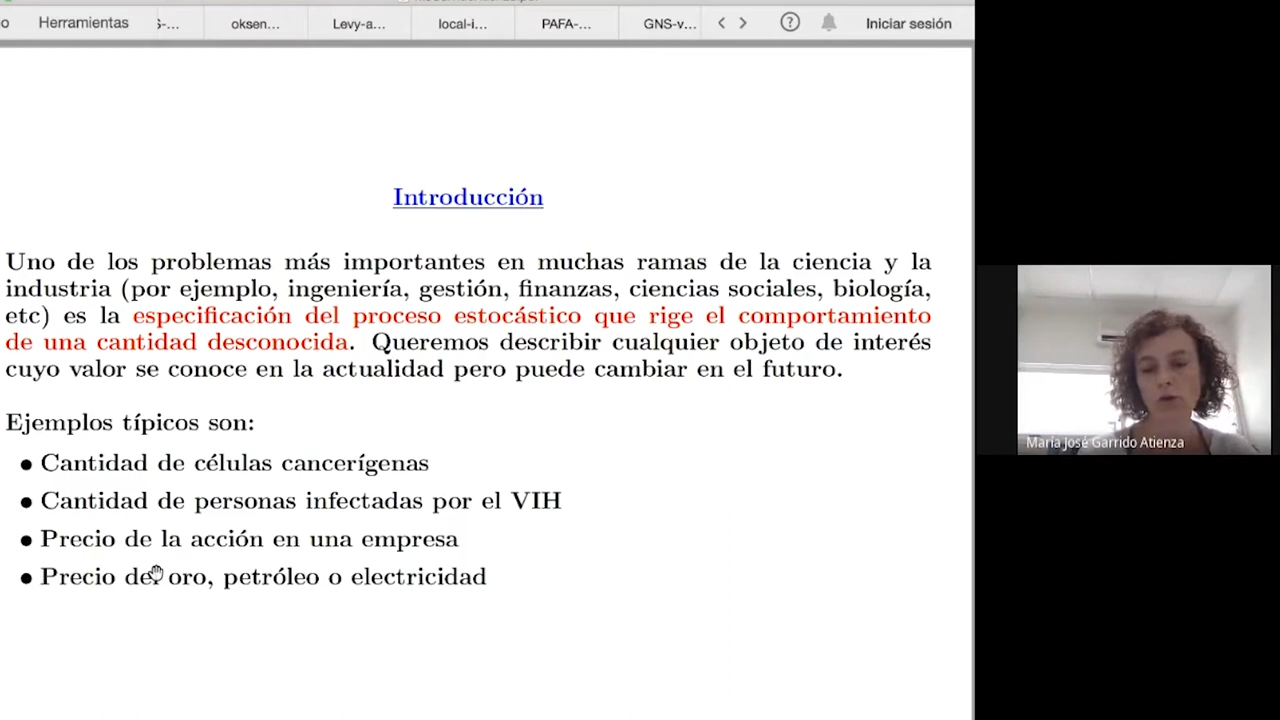 Herramientas
oksen...
Levy-a...
local-i...
PAFA-...
GNS-v...
Iniciar sesión
Introducción
Uno de los problemas más importantes en muchas ramas de la ciencia y la
industria (por ejemplo, ingeniería, gestión, finanzas, ciencias sociales, biología,
etc) es la especificación del proceso estocástico que rige el comportamiento
de una cantidad desconocida. Queremos describir cualquier objeto de interés
cuyo valor se conoce en la actualidad pero puede cambiar en el futuro.
Ejemplos típicos son:
● Cantidad de células cancerígenas
● Cantidad de personas infectadas por el VIH
● Precio de la acción en una empresa
● Precio de oro, petróleo o electricidad
María José Garrido Atienza